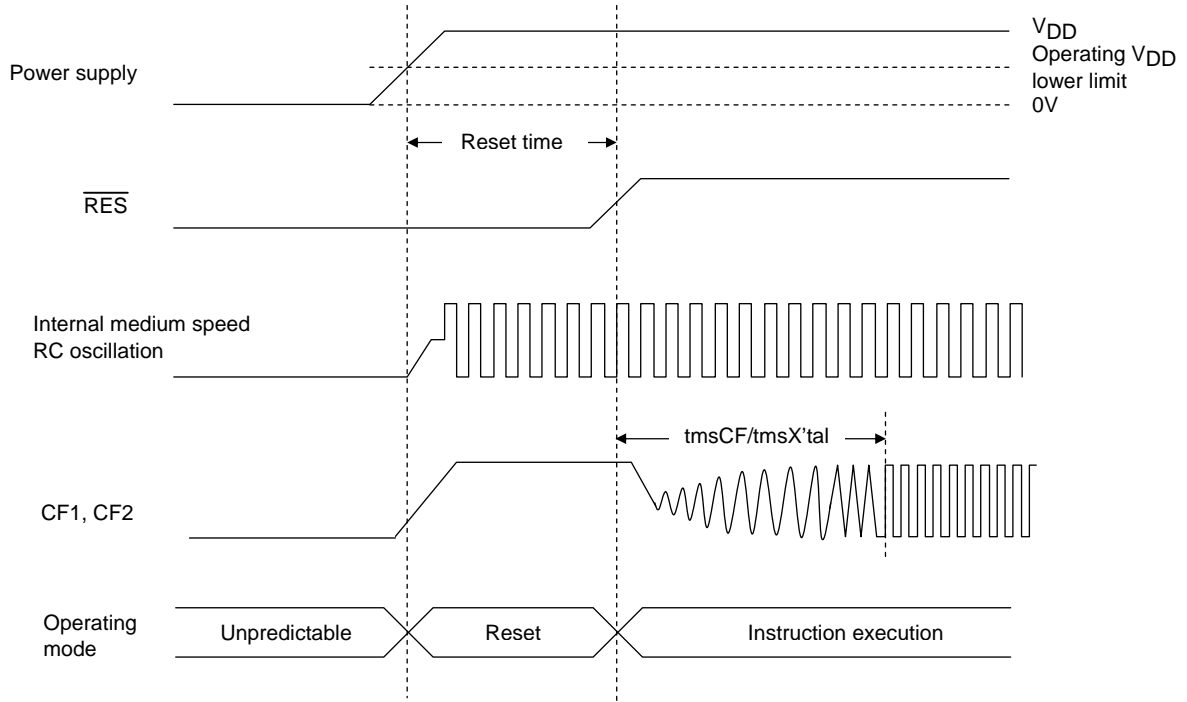 Power supply
VDD
Operating VDD
lower limit
0V
Reset time
RES
Internal medium speed
RC oscillation
tmsCF/tmsX'tal
CF1, CF2
Operating
mode
Unpredictable
Reset
Instruction execution